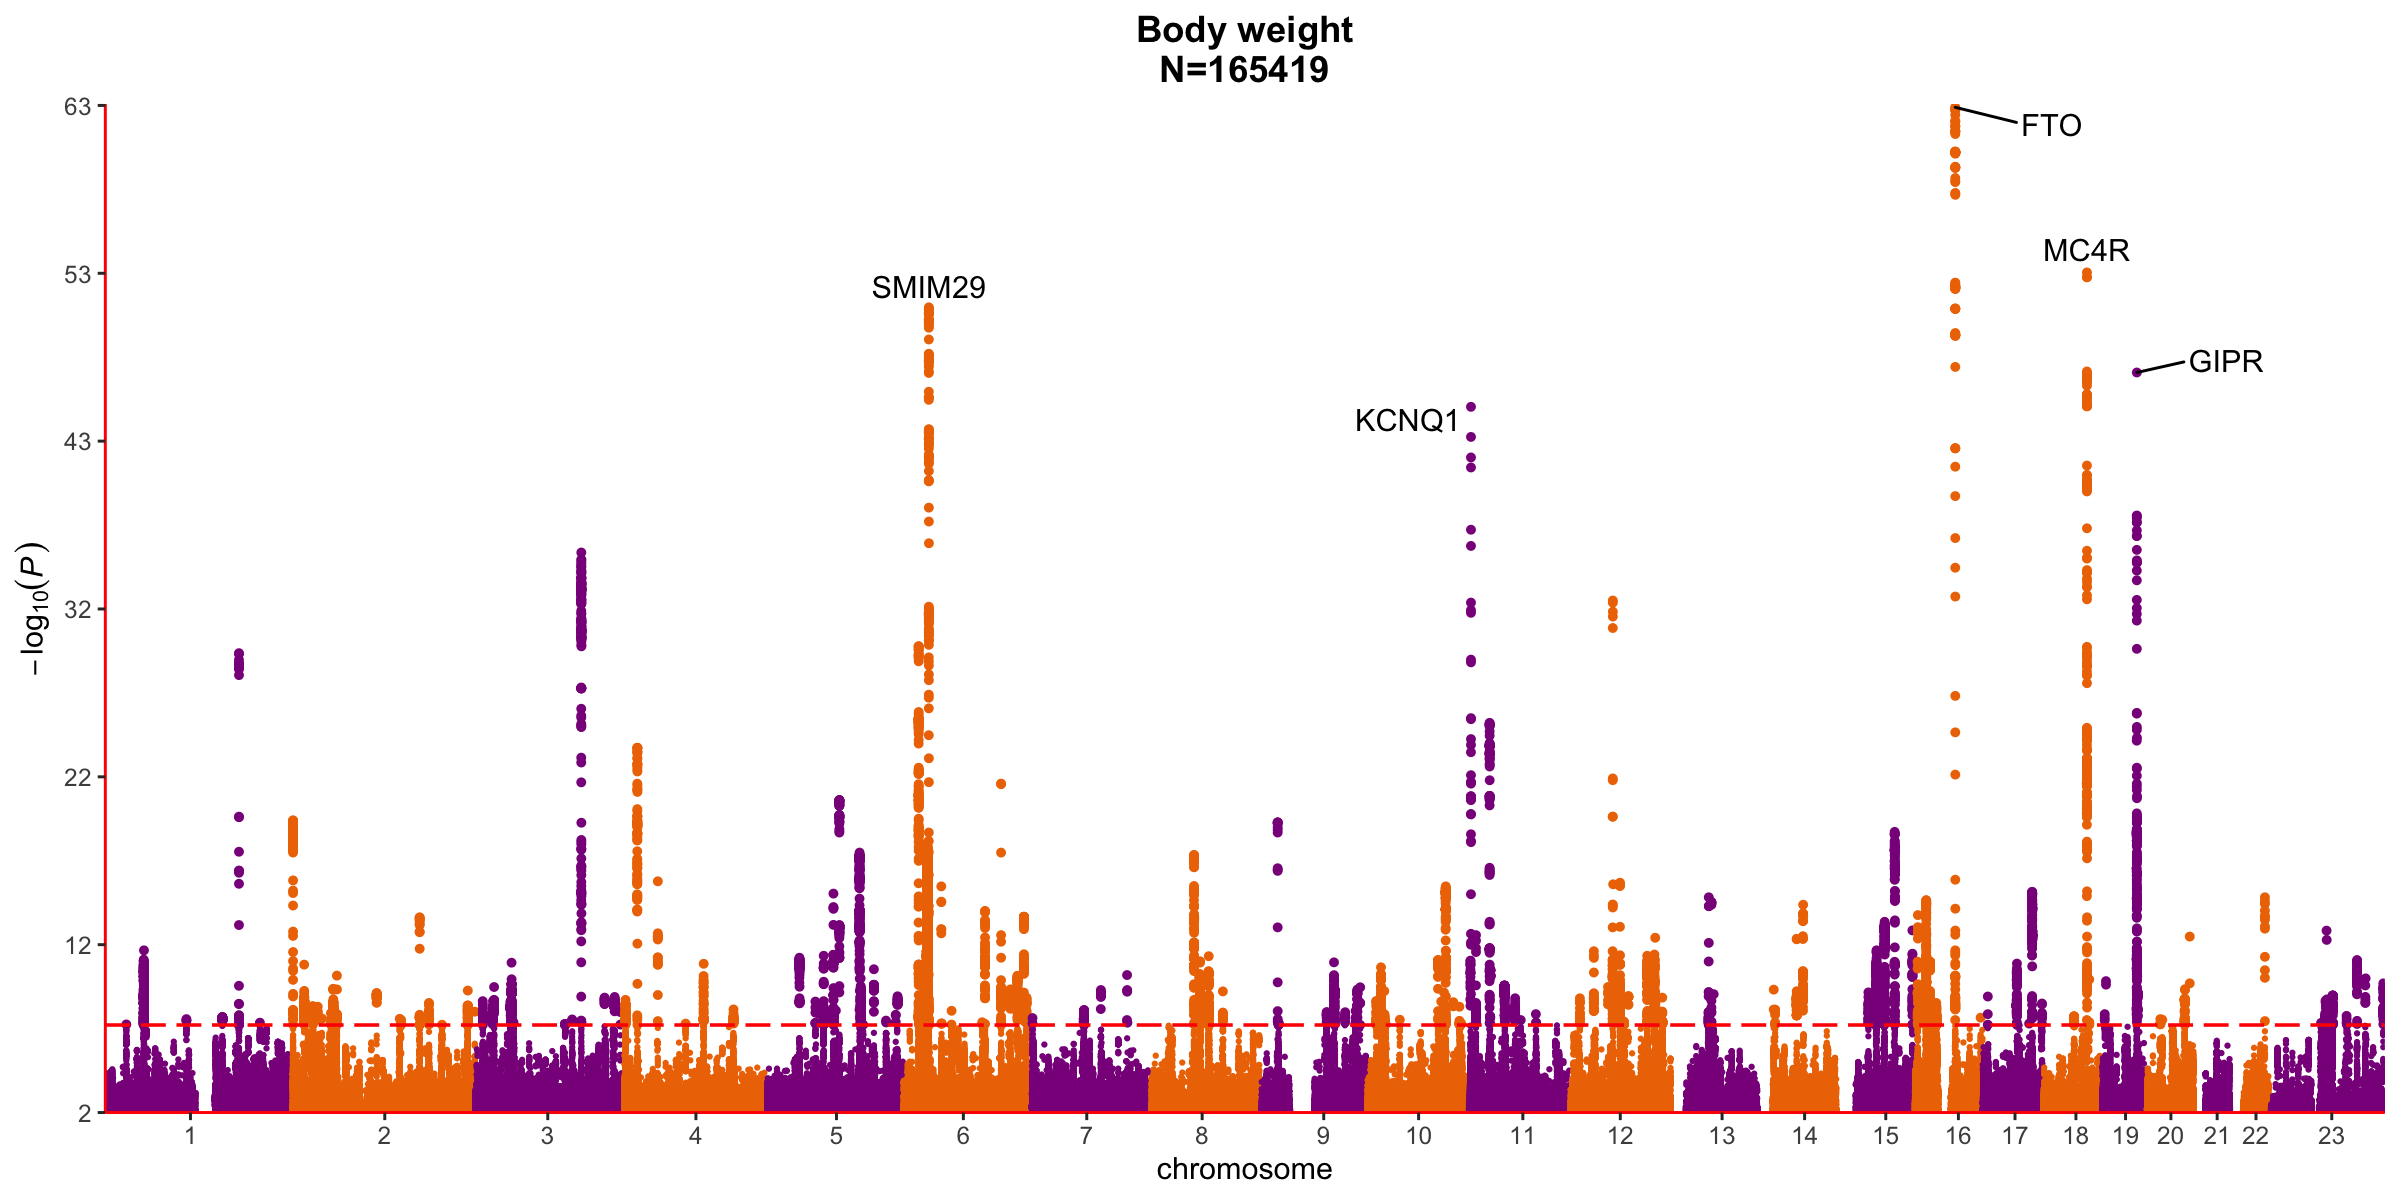 Body weight
N=165419
63
FTO
MC4R
53
SMIM29
GIPR
KCNQ1
43
−log10(P)
32
22
12
2
1 2 3 4 5 6 7 8 9 10 11 12 13 14 15 16 17 18 19 20 21 22 23
chromosome